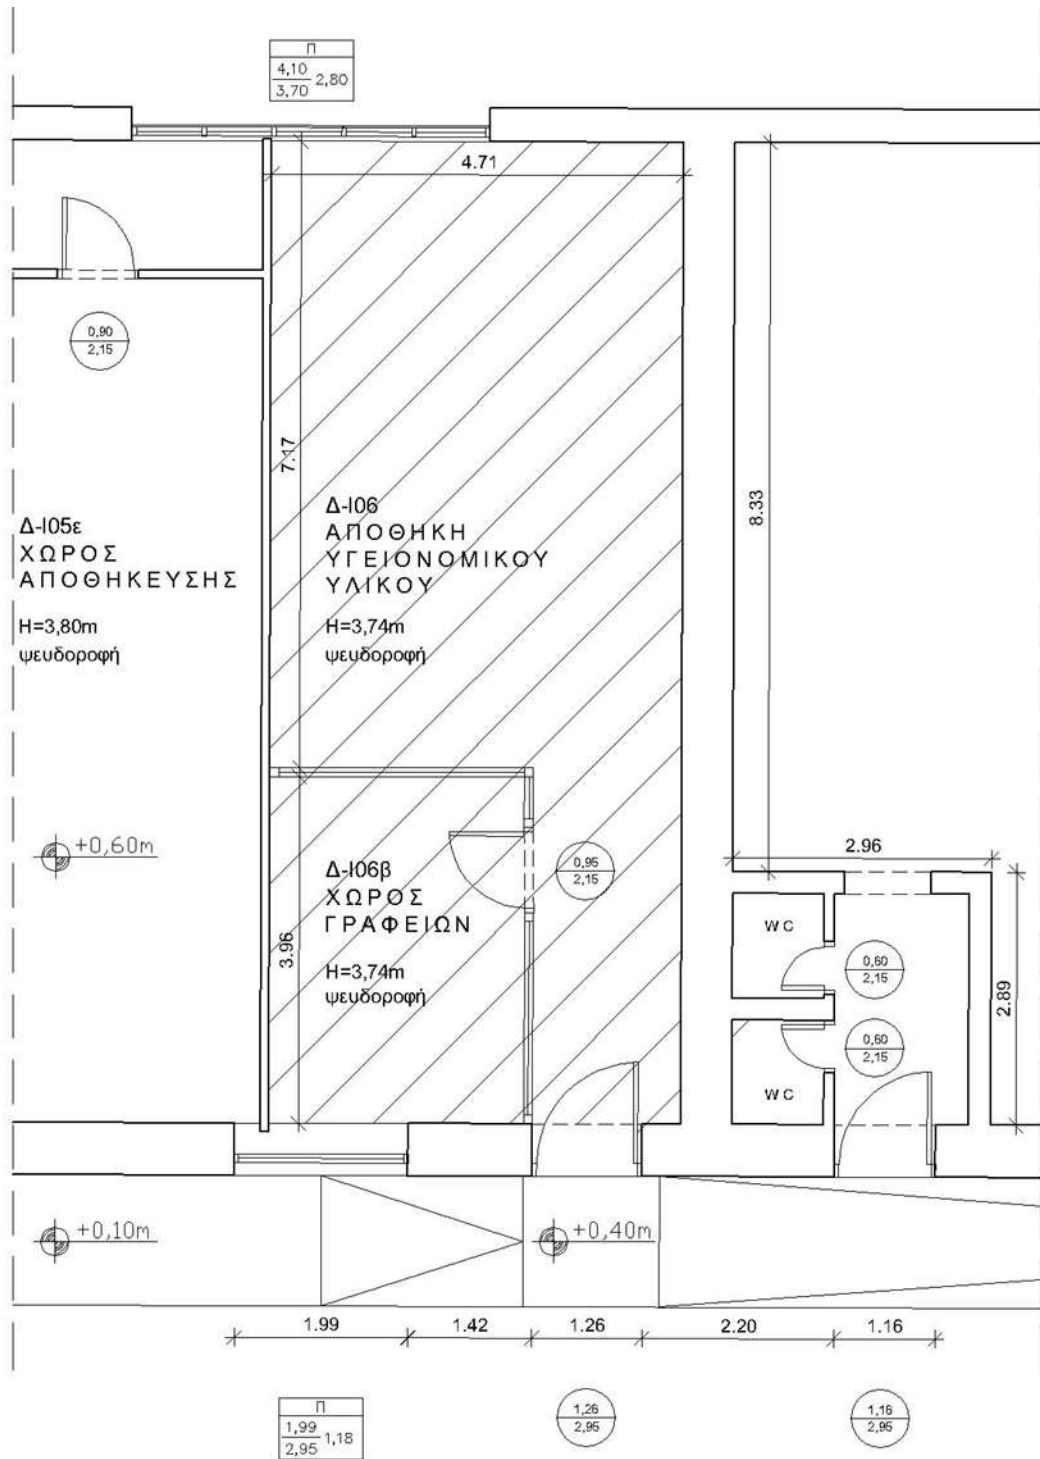 Π
4,10
3,70 2,80
4.71
0,90
2,15
7.17
8.33
Δ-Ι05ε
ΧΩΡΟΣ
ΑΠΟΘΗΚΕΥΣΗΣ
Η=3,80m
ψευδοροφή
Δ-Ι06
ΑΠΟΘΗΚΗ
ΥΓΕΙΟΝΟΜΙΚΟΥ
ΥΛΙΚΟΥ
Η=3,74m
ψευδοροφή
+0,60m
Δ-Ι06β
ΧΩΡΟΣ
ΓΡΑΦΕΙΩΝ
Η=3,74m
ψευδοροφή
3.96
0,95
2,15
2.96
WC
0,60
2,15
2.89
0,60
2,15
WC
+0,10m
+0,40m
1.99
1.42
1.26
2.20
1.16
Π
1,99
2,95 1,18
1,26
2,95
1,16
2,95